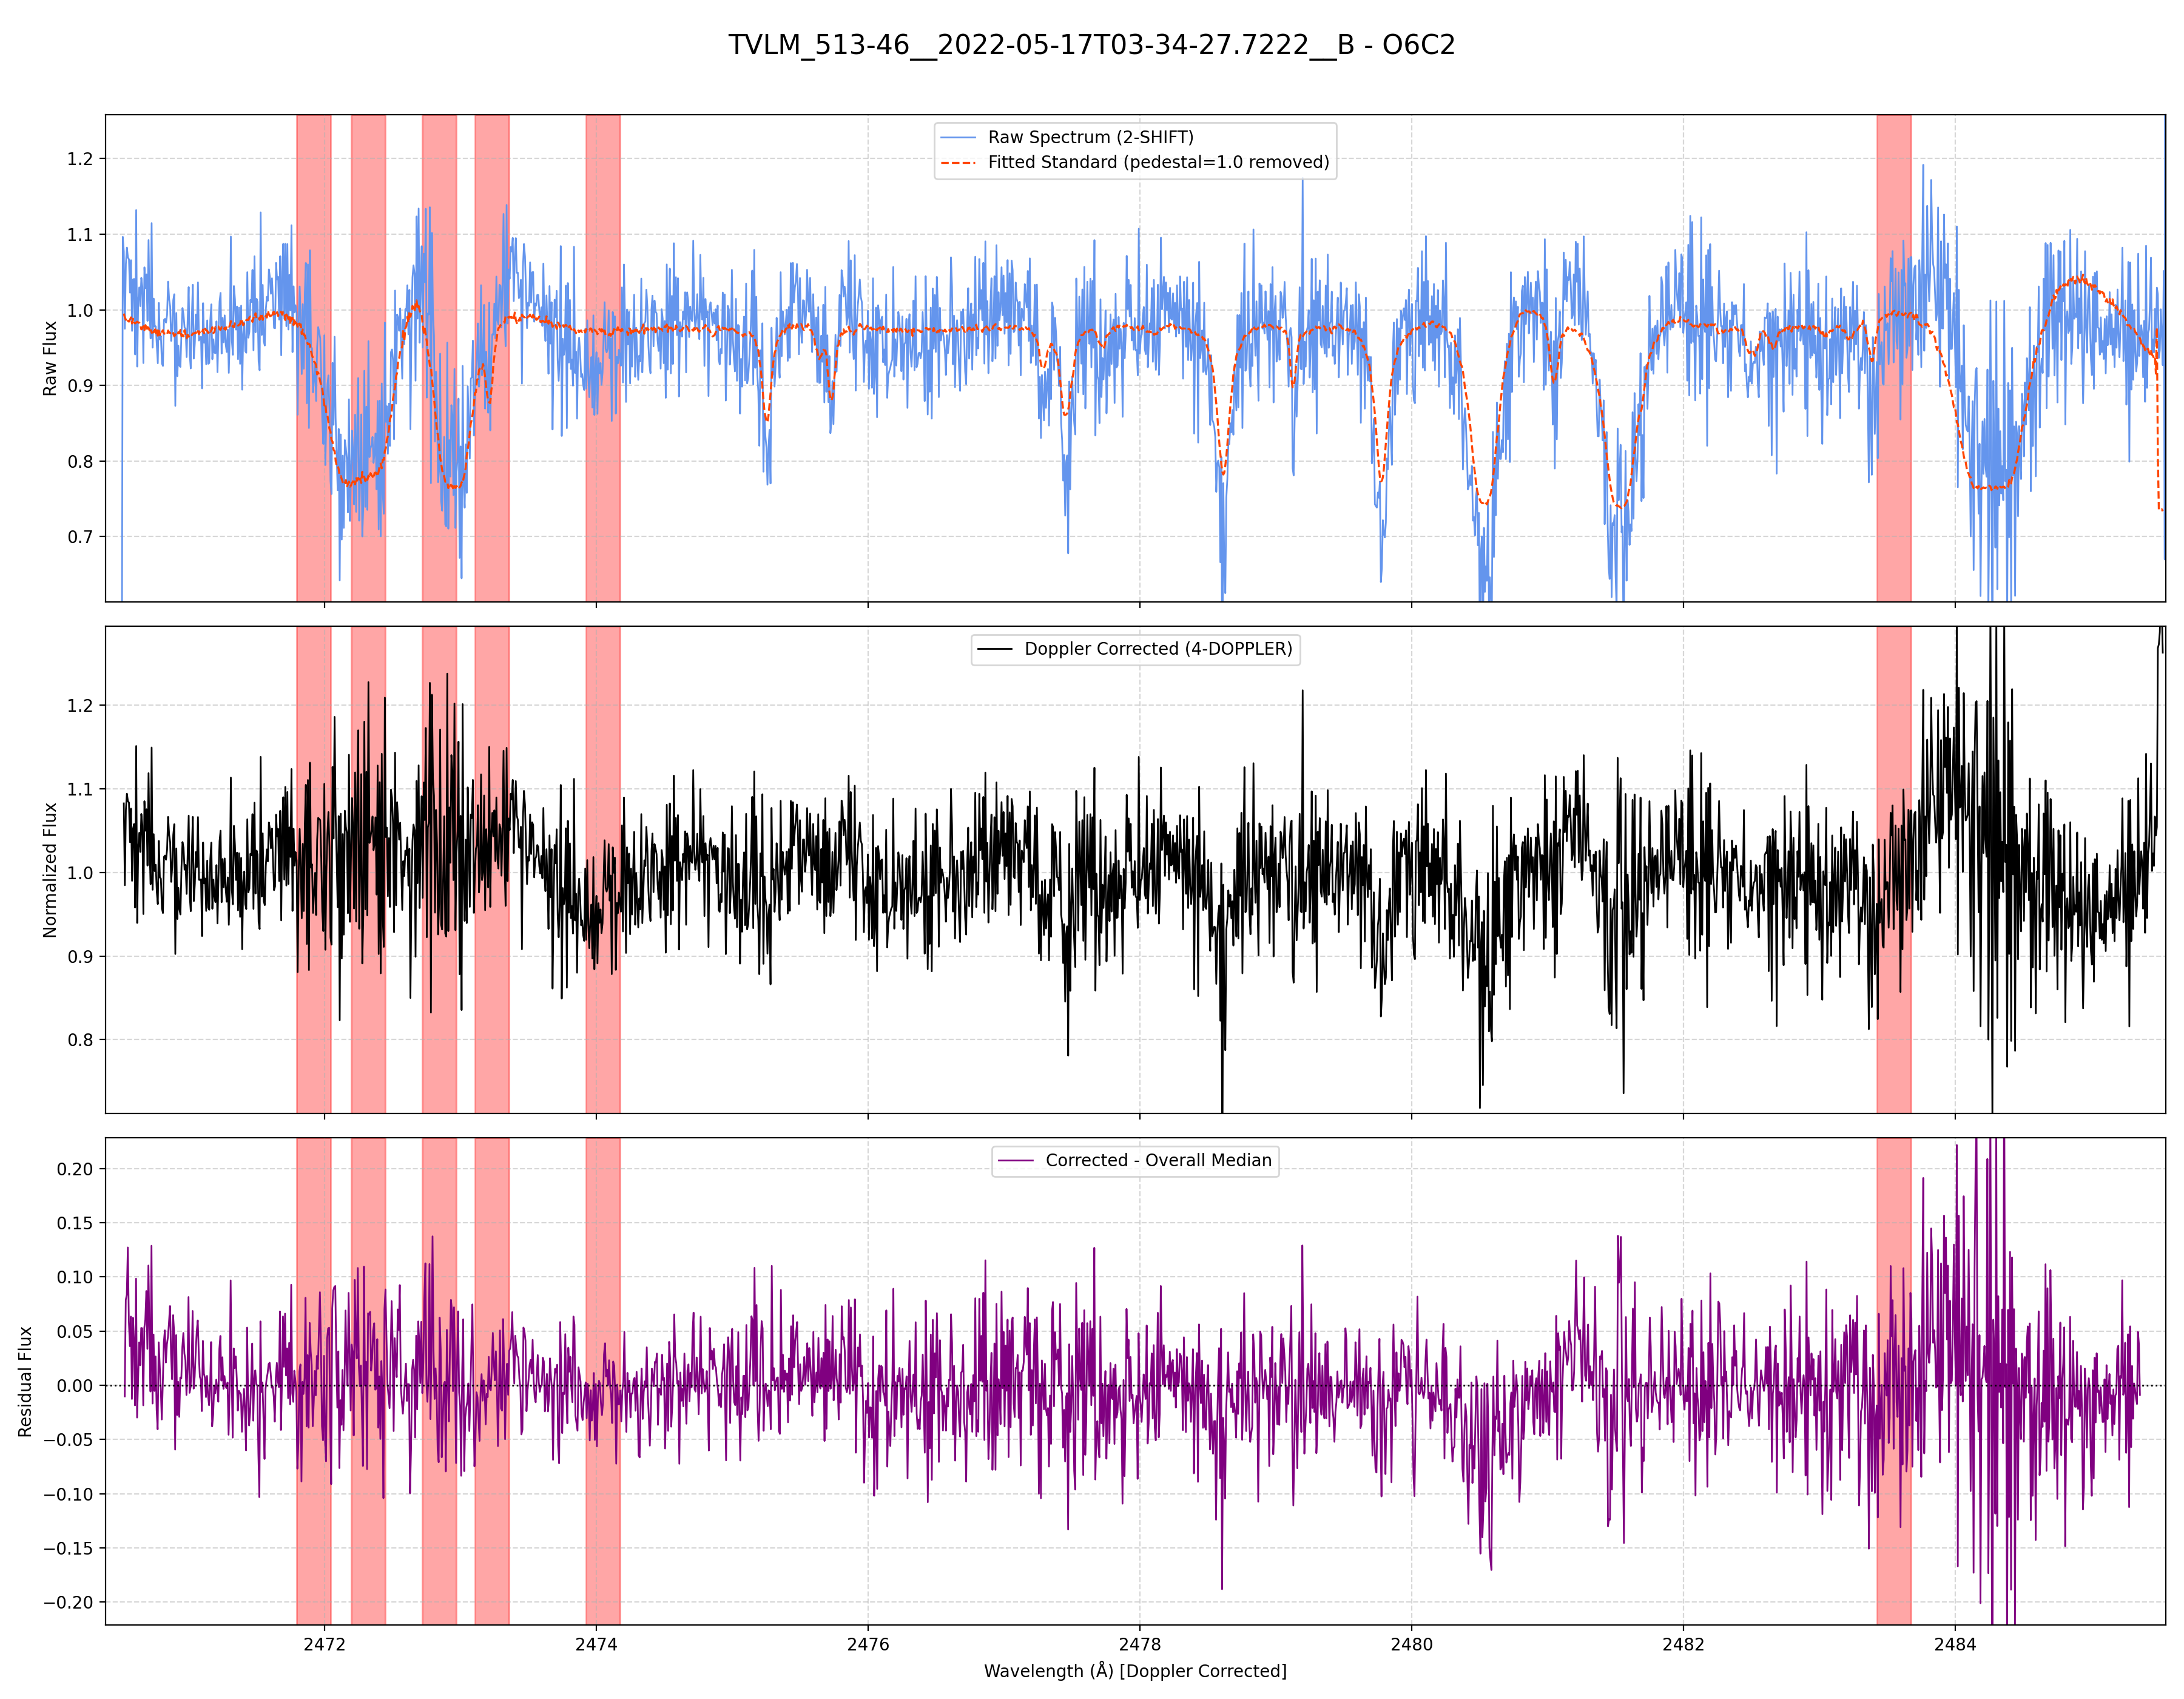 TVLM_513-46__2022-05-17T03-34-27.7222__B - O6C2
Raw Spectrum (2-SHIFT)
Fitted Standard (pedestal=1.0 removed)
1.2
1.1
1.0
0.9
0.8
0.7
Raw Flux
Doppler Corrected (4-DOPPLER)
1.2
1.1
1.0
0.9
0.8
Normalized Flux
Corrected - Overall Median
0.20
0.15
0.10
0.05
0.00
−0.05
−0.10
−0.15
−0.20
Residual Flux
2472 2474 2476 2478 2480 2482 2484
Wavelength (Å) [Doppler Corrected]